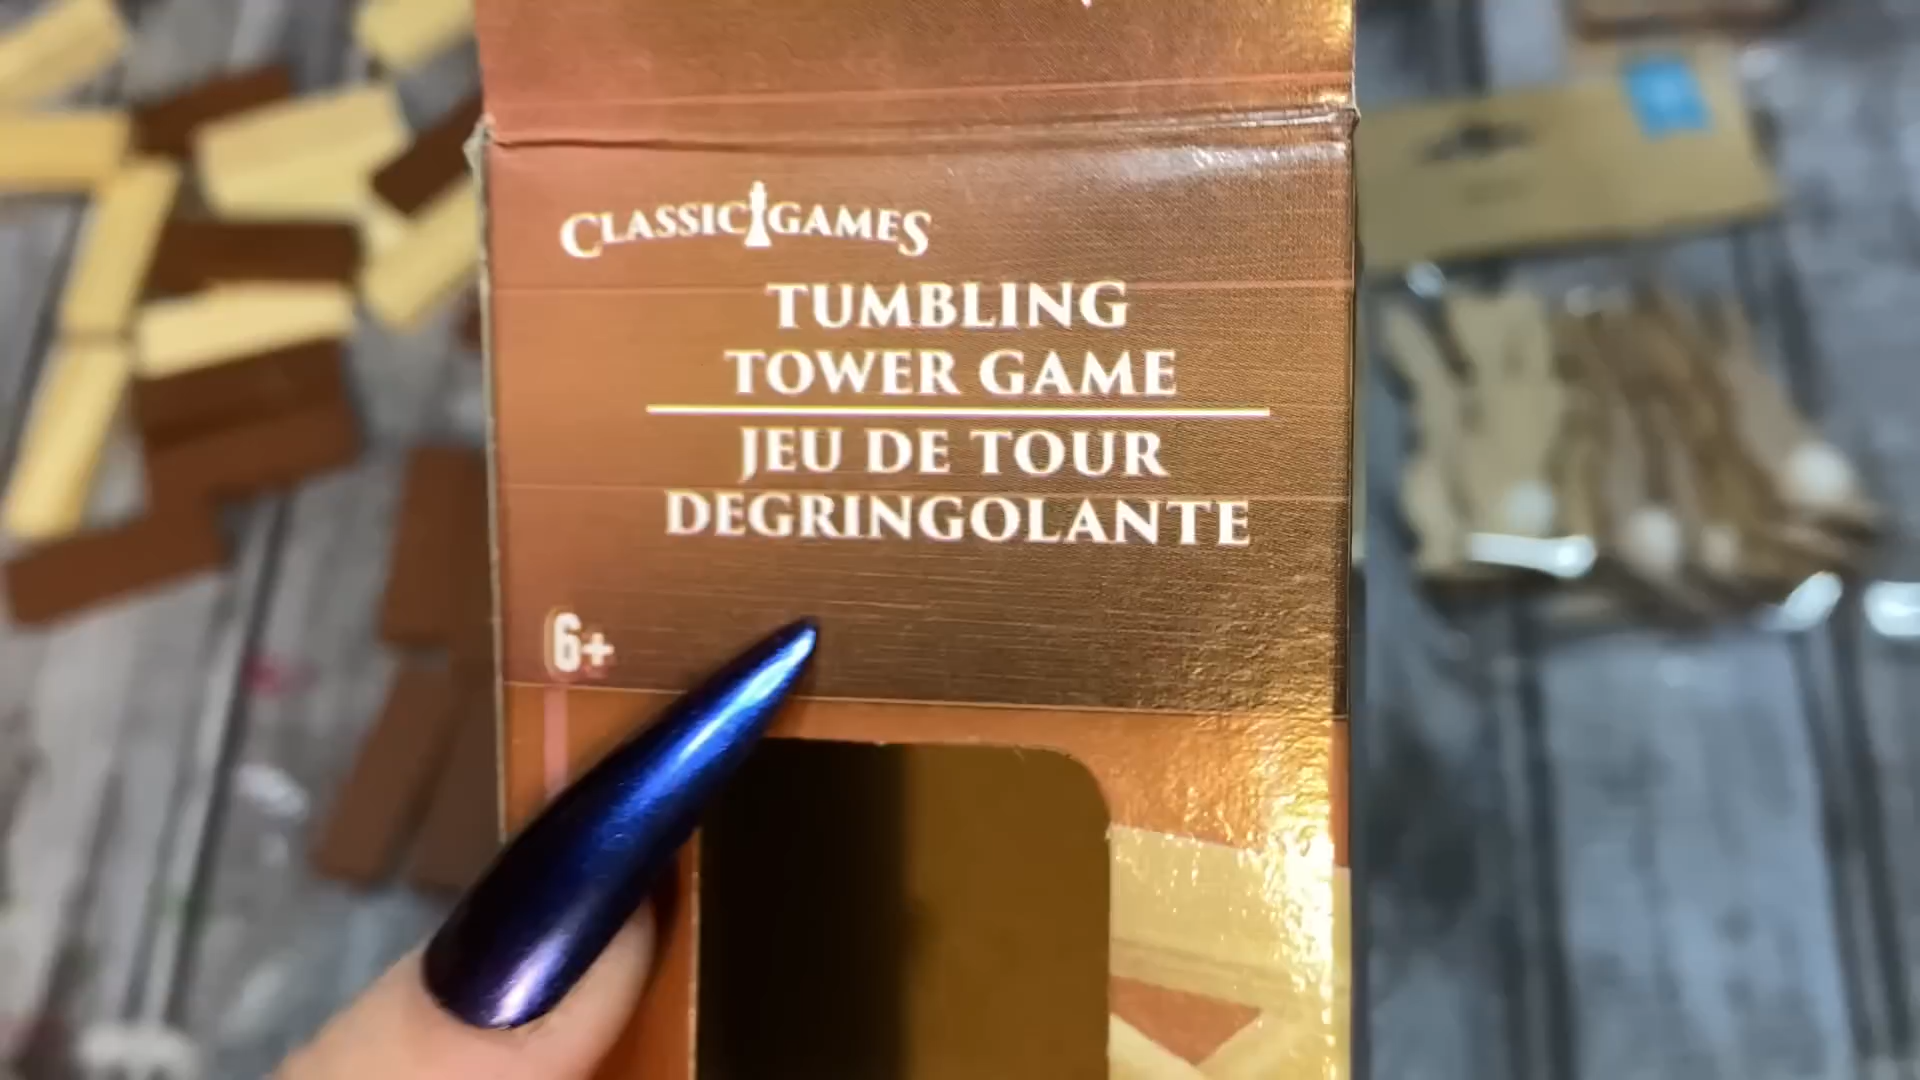 CLASSIC GAMES
TUMBLING
TOWER GAME
JEU DE TOUR
DEGRINGOLANTE
6+